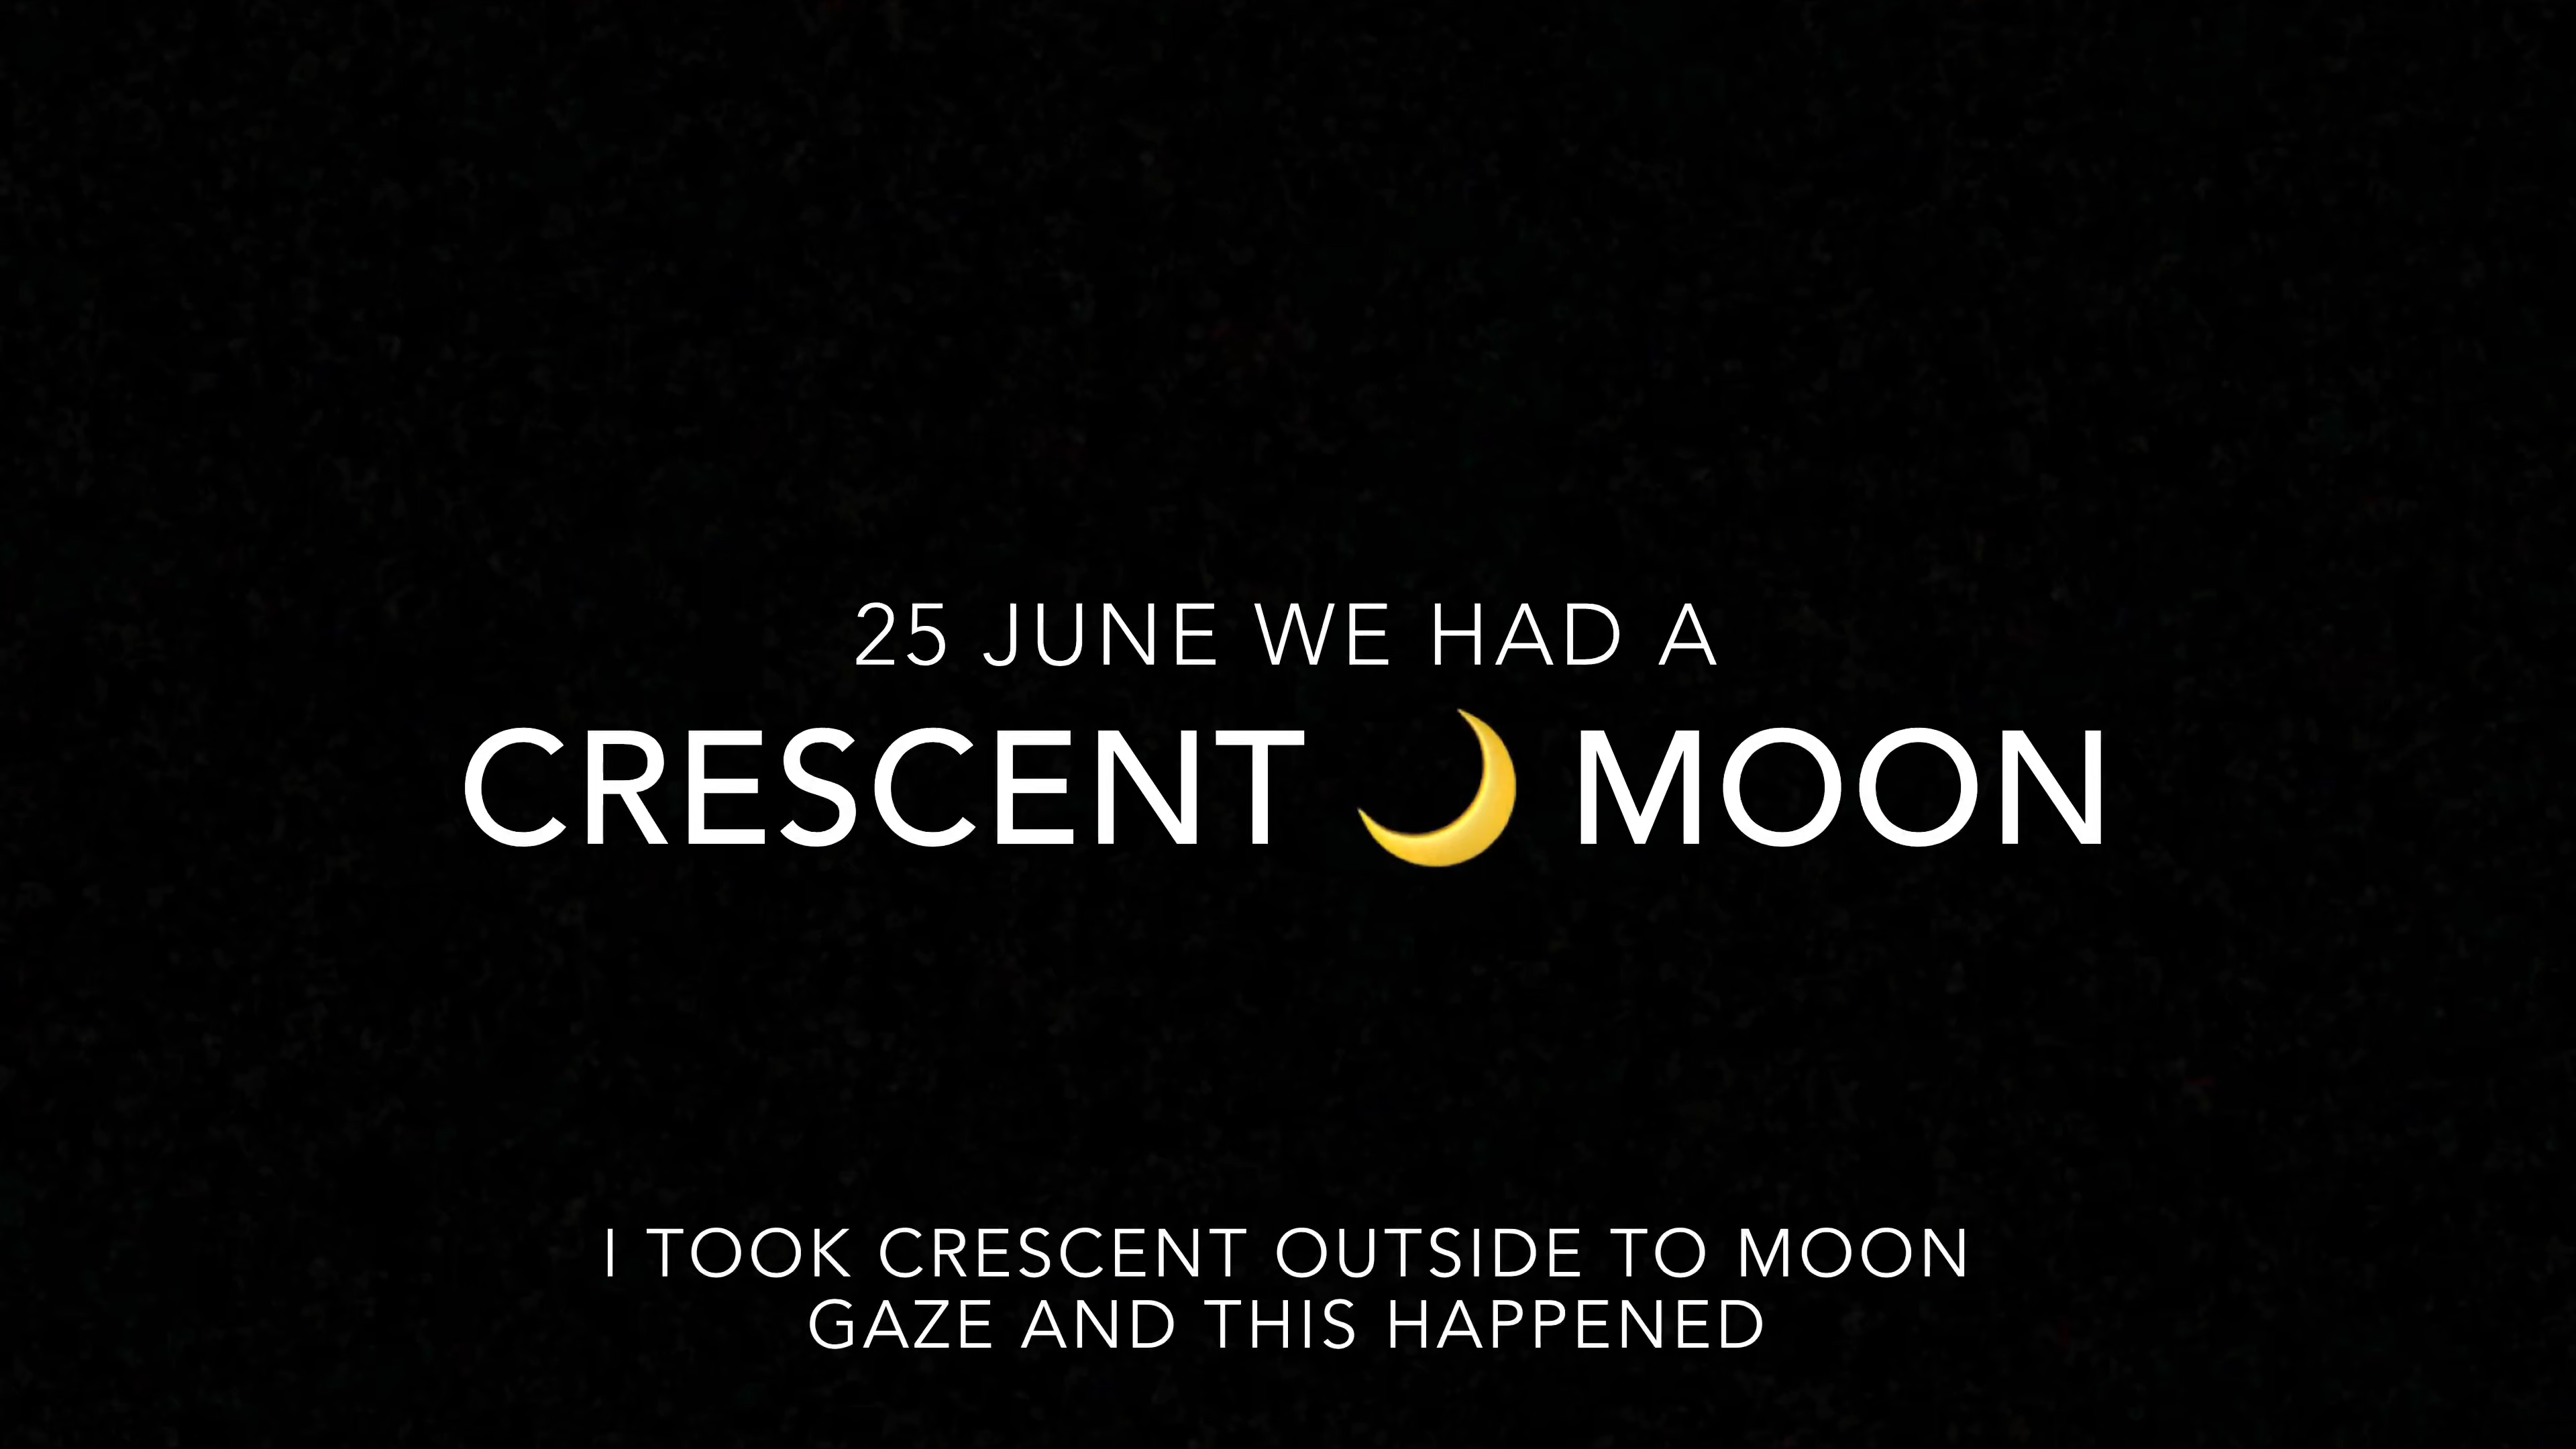 25 JUNE WE HAD A
CRESCENT 🌙 MOON
I TOOK CRESCENT OUTSIDE TO MOON
GAZE AND THIS HAPPENED